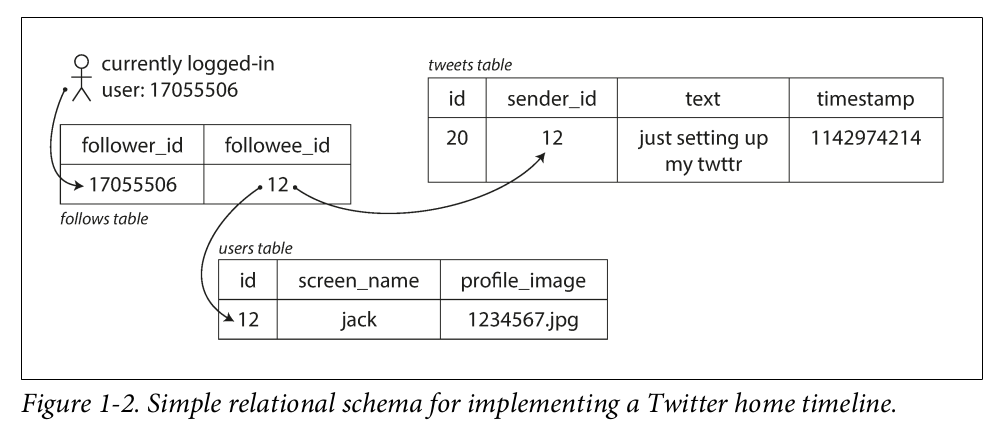 currently logged-in
user: 17055506
follower_id followee_id
17055506 12
follows table
tweets table
id sender_id text timestamp
20 12 just setting up 1142974214
my twttr
users table
id screen_name profile_image
12 jack 1234567.jpg
Figure 1-2. Simple relational schema for implementing a Twitter home timeline.